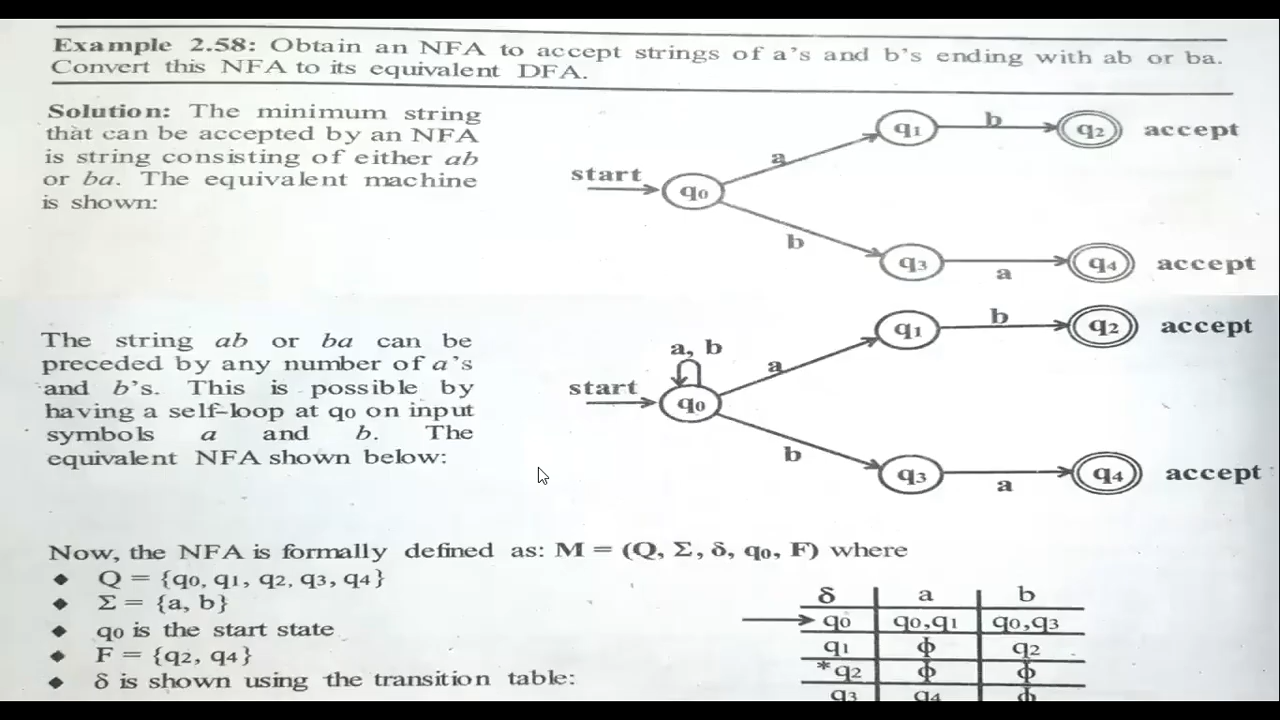 Example 2.58: Obtain an NFA to accept strings of a's and b's ending with ab or ba.
Convert this NFA to its equivalent DFA.
Solution: The minimum string
that can be accepted by an NFA
is string consisting of either ab
or ba. The equivalent machine
is shown:
start
q0
a
q1
b
q2
accept
b
q3
a
q4
accept
The string ab or ba can be
preceded by any number of a's
and b's. This is possible by
having a self-loop at q0 on input
symbols a and b. The
equivalent NFA shown below:
start
a, b
q0
a
q1
b
q2
accept
b
q3
a
q4
accept
Now, the NFA is formally defined as: M = (Q, Σ, δ, q0, F) where
◆ Q = {q0, q1, q2, q3, q4}
◆ Σ = {a, b}
◆ q0 is the start state
◆ F = {q2, q4}
◆ δ is shown using the transition table:
δ a b
q0 q0,q1 q0,q3
q1 ϕ q2
*q2 ϕ ϕ
q3 q4 ϕ